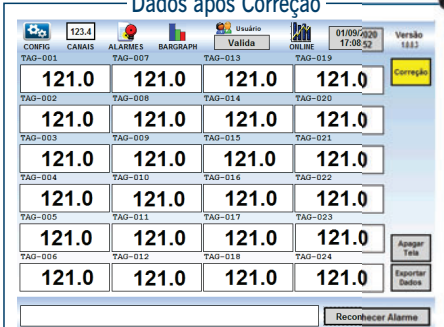 Dados após Correção
123.4 Usuário 01/09/2020 Versão
CONFIG CANAIS ALARMES BARGRAPH Valida ONLINE 17:08:52 1.0.0.3
TAG-001 TAG-007 TAG-013 TAG-019
121.0 121.0 121.0 121.0 Correção
TAG-002 TAG-008 TAG-014 TAG-020
121.0 121.0 121.0 121.0
TAG-003 TAG-009 TAG-015 TAG-021
121.0 121.0 121.0 121.0
TAG-004 TAG-010 TAG-016 TAG-022
121.0 121.0 121.0 121.0
TAG-005 TAG-011 TAG-017 TAG-023
121.0 121.0 121.0 121.0 Apagar Tela
TAG-006 TAG-012 TAG-018 TAG-024
121.0 121.0 121.0 121.0 Exportar Dados
Reconhecer Alarme